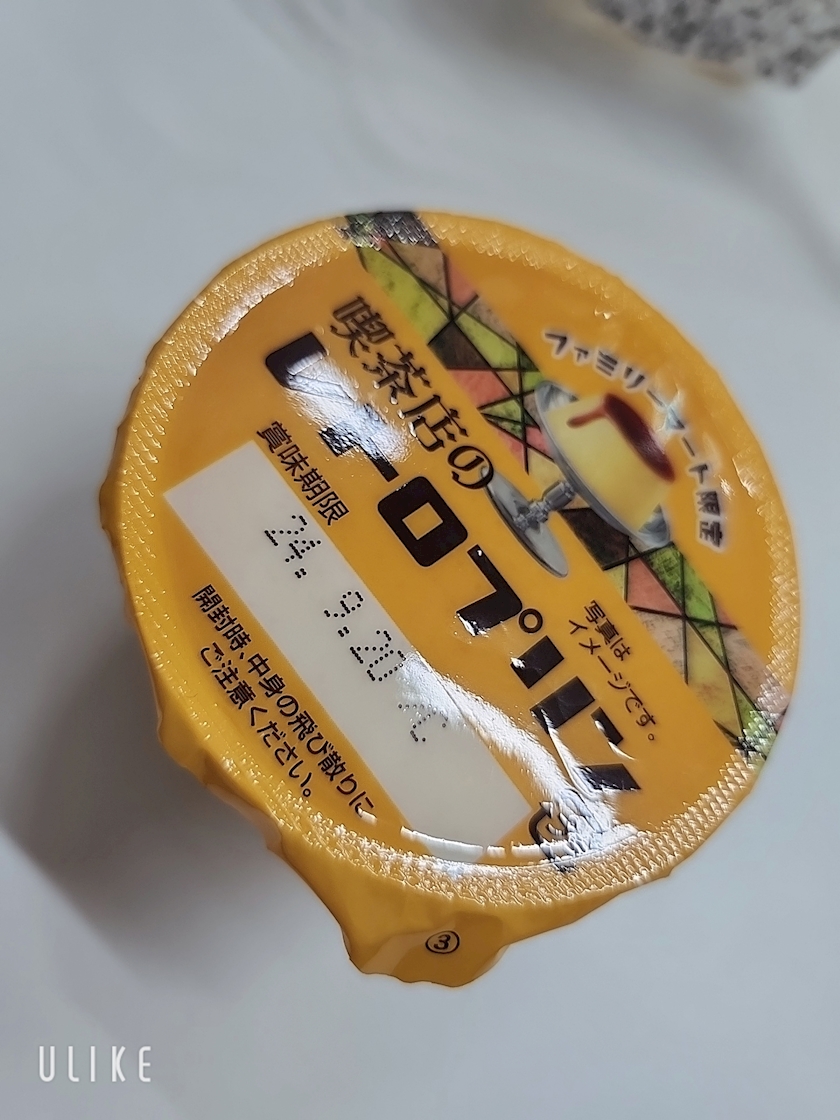 ファミリーマート限定
喫茶店の
レトロプリン
写真は
イメージです。
賞味期限
24. 9.20
開封時、中身の飛び散りに
ご注意ください。
③
ULIKE